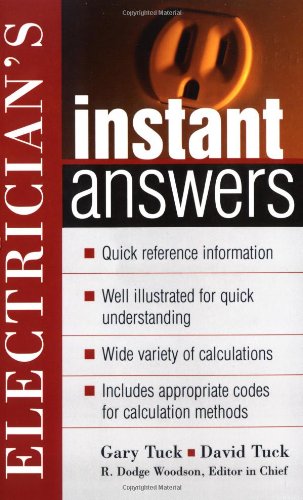 ELECTRICIAN'S
instant
answers
Quick reference information
Well illustrated for quick
understanding
Wide variety of calculations
Includes appropriate codes
for calculation methods
Gary Tuck ■ David Tuck
R. Dodge Woodson, Editor in Chief